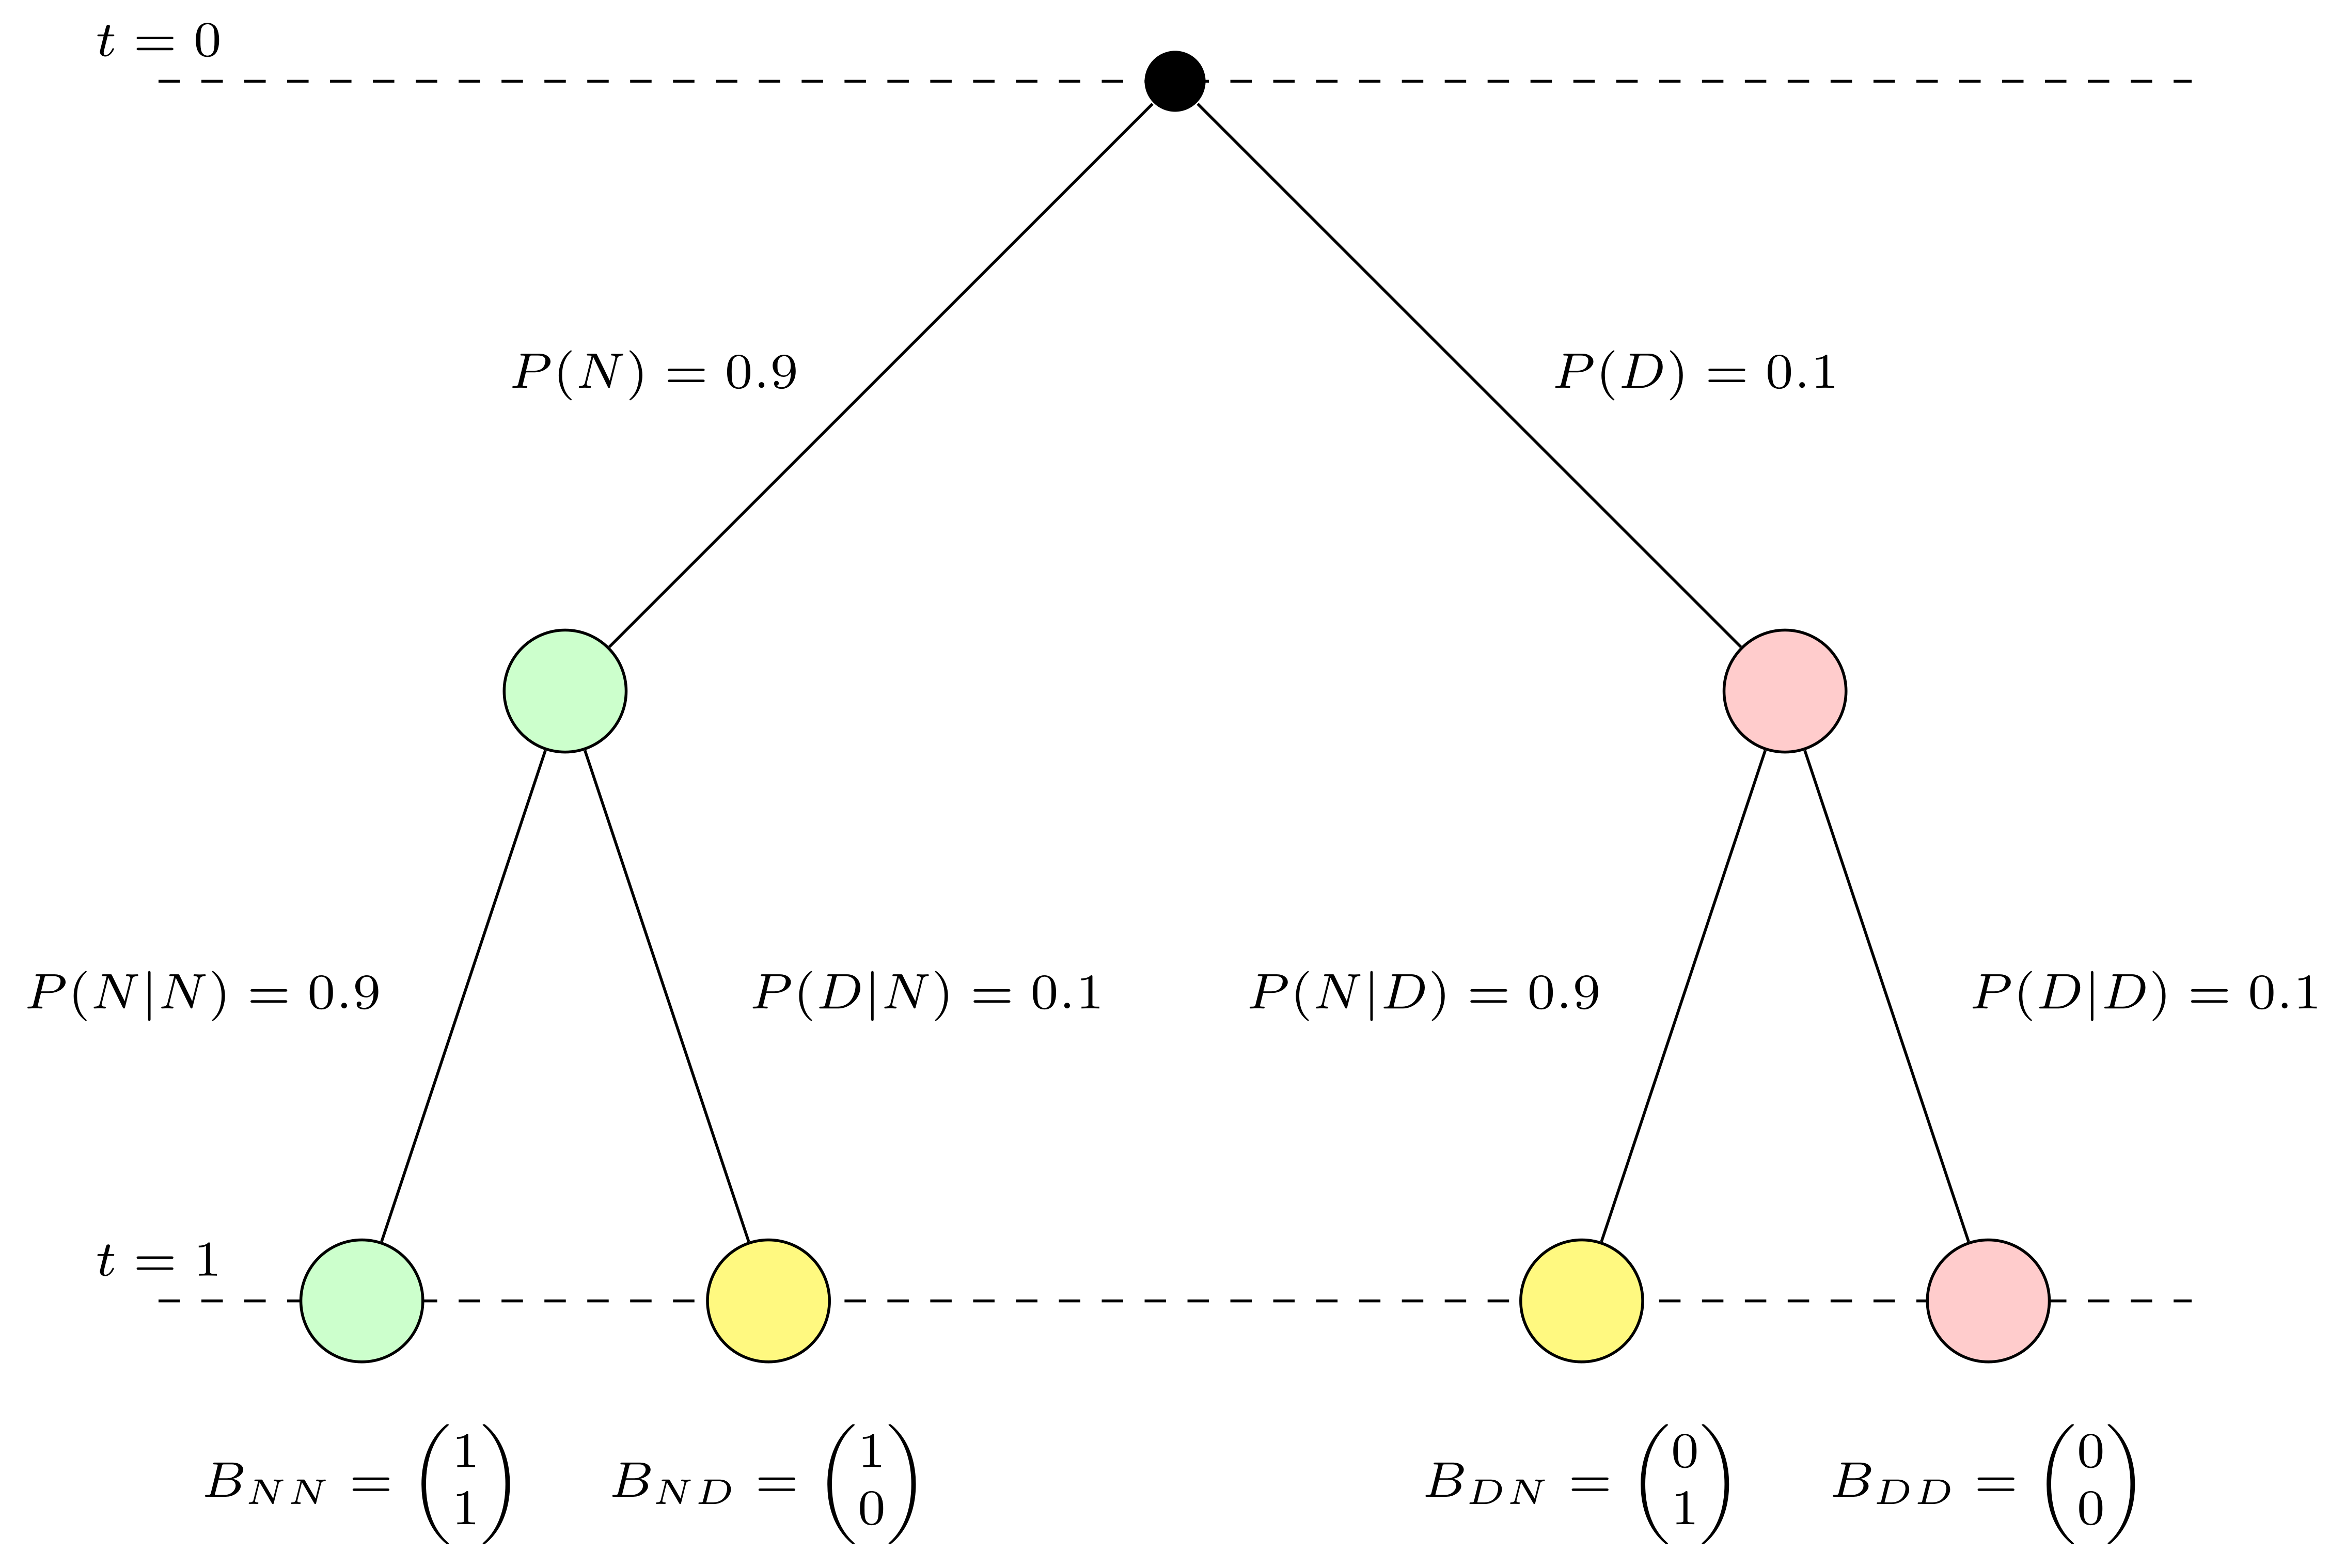 t = 0
P(N) = 0.9
P(D) = 0.1
P(N|N) = 0.9
P(D|N) = 0.1
P(N|D) = 0.9
P(D|D) = 0.1
t = 1
B_{NN} = \begin{pmatrix} 1 \\ 1 \end{pmatrix}
B_{ND} = \begin{pmatrix} 1 \\ 0 \end{pmatrix}
B_{DN} = \begin{pmatrix} 0 \\ 1 \end{pmatrix}
B_{DD} = \begin{pmatrix} 0 \\ 0 \end{pmatrix}